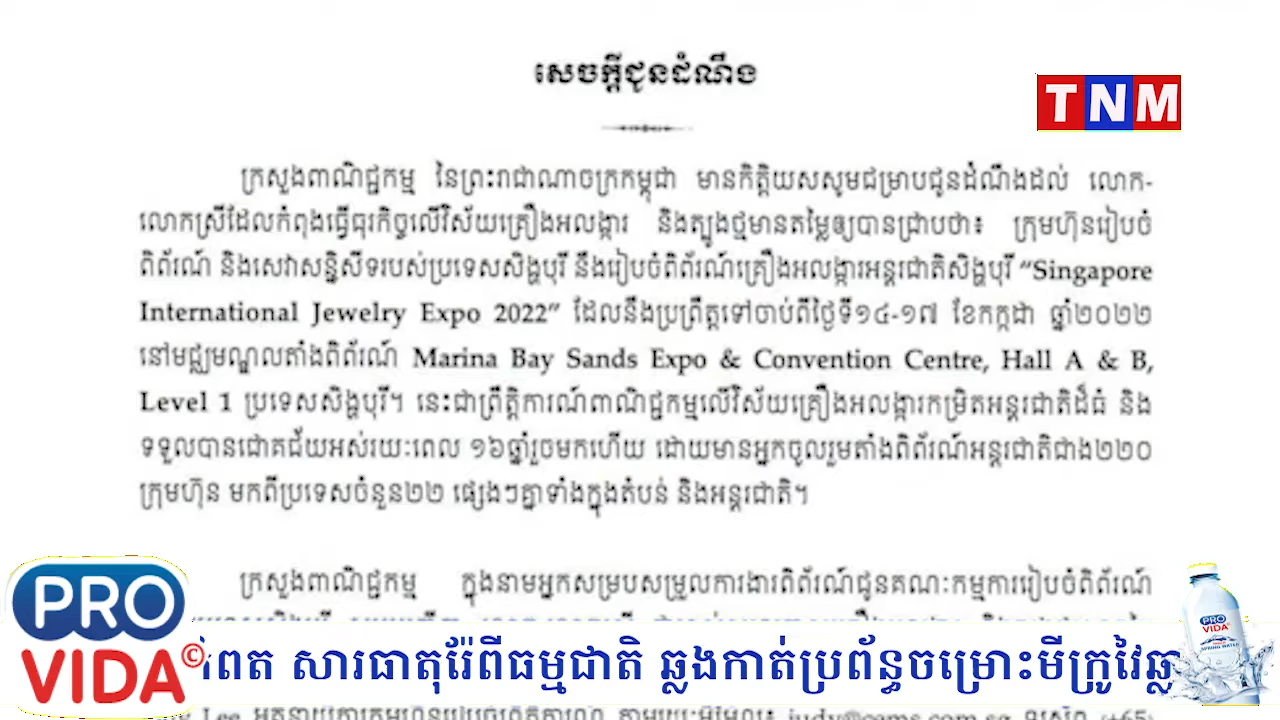 សេចក្តីជូនដំណឹង
TNM
ក្រសួងពាណិជ្ជកម្ម នៃព្រះរាជាណាចក្រកម្ពុជា មានកិត្តិយសសូមជម្រាបជូនដំណឹងដល់ លោក-
លោកស្រីដែលកំពុងធ្វើធុរកិច្ចលើវិស័យគ្រឿងអលង្ការ និងត្បូងថ្មមានតម្លៃឲ្យបានជ្រាបថា៖ ក្រុមហ៊ុនរៀបចំ
ពិព័រណ៍ និងសេវាសន្និសីទរបស់ប្រទេសសិង្ហបុរី នឹងរៀបចំពិព័រណ៍គ្រឿងអលង្ការអន្តរជាតិសិង្ហបុរី “Singapore
International Jewelry Expo 2022” ដែលនឹងប្រព្រឹត្តទៅចាប់ពីថ្ងៃទី១៤-១៧ ខែកក្កដា ឆ្នាំ២០២២
នៅមជ្ឈមណ្ឌលតាំងពិព័រណ៍ Marina Bay Sands Expo & Convention Centre, Hall A & B,
Level 1 ប្រទេសសិង្ហបុរី។ នេះជាព្រឹត្តិការណ៍ពាណិជ្ជកម្មលើវិស័យគ្រឿងអលង្ការកម្រិតអន្តរជាតិដ៏ធំ និង
ទទួលបានជោគជ័យអស់រយៈពេល ១៦ឆ្នាំរួចមកហើយ ដោយមានអ្នកចូលរួមតាំងពិព័រណ៍អន្តរជាតិជាង២២០
ក្រុមហ៊ុន មកពីប្រទេសចំនួន២២ ផ្សេងៗគ្នាទាំងក្នុងតំបន់ និងអន្តរជាតិ។
ក្រសួងពាណិជ្ជកម្ម ក្នុងនាមអ្នកសម្របសម្រួលការងារពិព័រណ៍ជូនគណៈកម្មការរៀបចំពិព័រណ៍
PRO VIDA©
សារធាតុរ៉ែពីធម្មជាតិ ឆ្លងកាត់ប្រព័ន្ធចម្រោះមីក្រូវ៉ៃឆ្លា
PRO VIDA
SPRING WATER